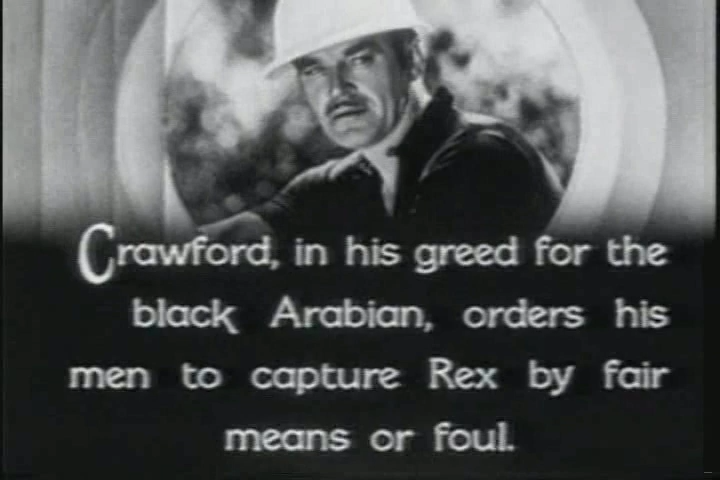 Crawford, in his greed for the
black Arabian, orders his
men to capture Rex by fair
means or foul.